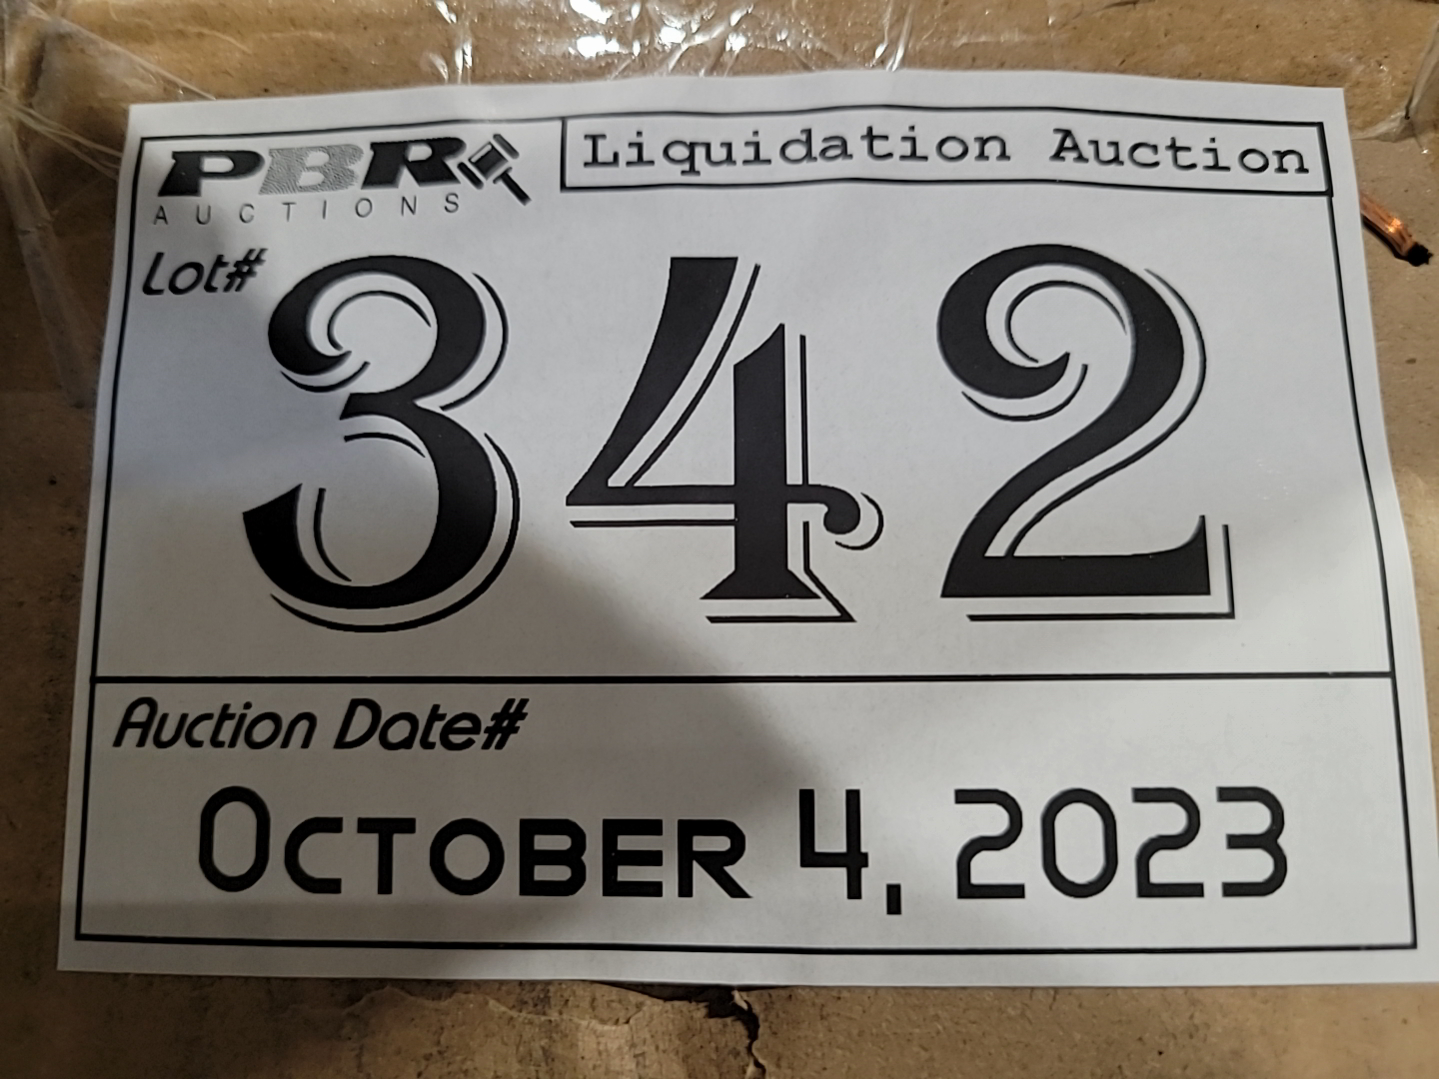 PBR
AUCTIONS
Liquidation Auction
Lot#
342
Auction Date#
OCTOBER 4, 2023